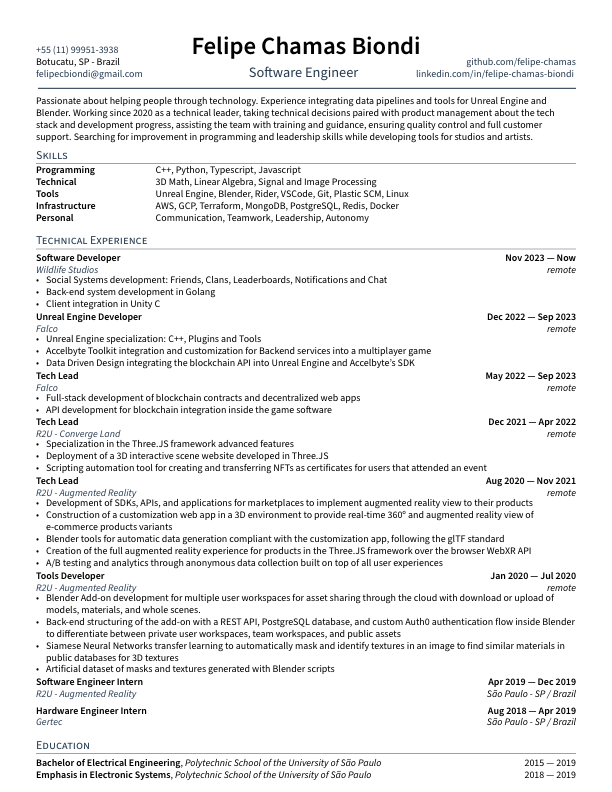 Felipe Chamas Biondi
+55 (11) 99951-3938
Botucatu, SP - Brazil
felipecbiondi@gmail.com
Software Engineer
github.com/felipe-chamas
linkedin.com/in/felipe-chamas-biondi
Passionate about helping people through technology. Experience integrating data pipelines and tools for Unreal Engine and
Blender. Working since 2020 as a technical leader, taking technical decisions paired with product management about the tech
stack and development progress, assisting the team with training and guidance, ensuring quality control and full customer
support. Searching for improvement in programming and leadership skills while developing tools for studios and artists.
Skills
Programming C++, Python, Typescript, Javascript
Technical 3D Math, Linear Algebra, Signal and Image Processing
Tools Unreal Engine, Blender, Rider, VSCode, Git, Plastic SCM, Linux
Infrastructure AWS, GCP, Terraform, MongoDB, PostgreSQL, Redis, Docker
Personal Communication, Teamwork, Leadership, Autonomy
Technical Experience
Software Developer Nov 2023 — Now
Wildlife Studios remote
• Social Systems development: Friends, Clans, Leaderboards, Notifications and Chat
• Back-end system development in Golang
• Client integration in Unity C
Unreal Engine Developer Dec 2022 — Sep 2023
Falco remote
• Unreal Engine specialization: C++, Plugins and Tools
• Accelbyte Toolkit integration and customization for Backend services into a multiplayer game
• Data Driven Design integrating the blockchain API into Unreal Engine and Accelbyte's SDK
Tech Lead May 2022 — Sep 2023
Falco remote
• Full-stack development of blockchain contracts and decentralized web apps
• API development for blockchain integration inside the game software
Tech Lead Dec 2021 — Apr 2022
R2U - Converge Land remote
• Specialization in the Three.JS framework advanced features
• Deployment of a 3D interactive scene website developed in Three.JS
• Scripting automation tool for creating and transferring NFTs as certificates for users that attended an event
Tech Lead Aug 2020 — Nov 2021
R2U - Augmented Reality remote
• Development of SDKs, APIs, and applications for marketplaces to implement augmented reality view to their products
• Construction of a customization web app in a 3D environment to provide real-time 360º and augmented reality view of
e-commerce products variants
• Blender tools for automatic data generation compliant with the customization app, following the glTF standard
• Creation of the full augmented reality experience for products in the Three.JS framework over the browser WebXR API
• A/B testing and analytics through anonymous data collection built on top of all user experiences
Tools Developer Jan 2020 — Jul 2020
R2U - Augmented Reality remote
• Blender Add-on development for multiple user workspaces for asset sharing through the cloud with download or upload of
models, materials, and whole scenes.
• Back-end structuring of the add-on with a REST API, PostgreSQL database, and custom Auth0 authentication flow inside Blender
to differentiate between private user workspaces, team workspaces, and public assets
• Siamese Neural Networks transfer learning to automatically mask and identify textures in an image to find similar materials in
public databases for 3D textures
• Artificial dataset of masks and textures generated with Blender scripts
Software Engineer Intern Apr 2019 — Dec 2019
R2U - Augmented Reality São Paulo - SP / Brazil
Hardware Engineer Intern Aug 2018 — Apr 2019
Gertec São Paulo - SP / Brazil
Education
Bachelor of Electrical Engineering, Polytechnic School of the University of São Paulo 2015 — 2019
Emphasis in Electronic Systems, Polytechnic School of the University of São Paulo 2018 — 2019